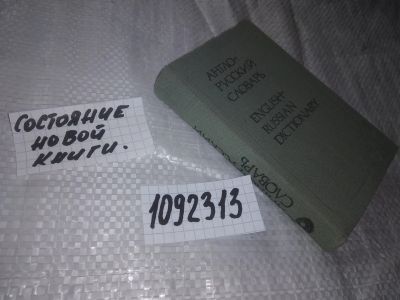 СОСТОЯНИЕ
НОВОЙ
КНИГИ.
1092313
АНГЛО-
РУССКИЙ
СЛОВАРЬ
ENGLISH-
RUSSIAN
DICTIONARY
СЛОВАРЬ